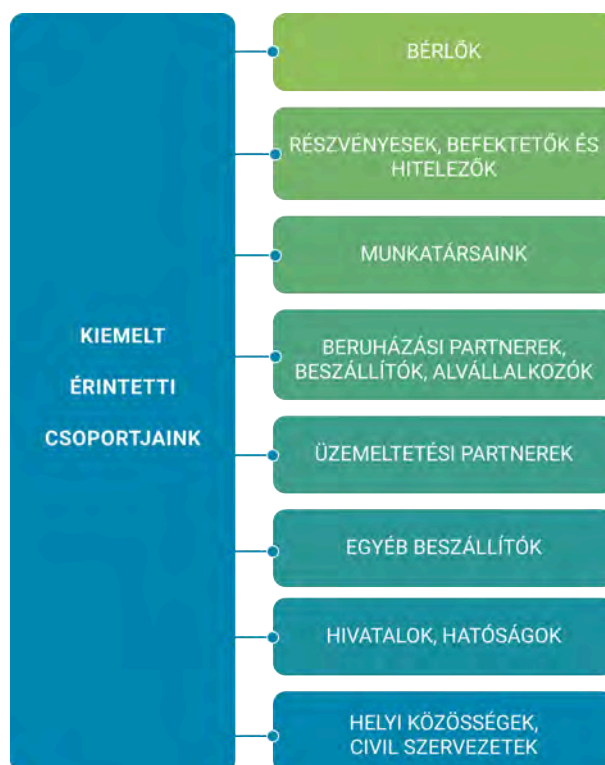 KIEMELT
ÉRINTETTI
CSOPORTJAINK
BÉRLŐK
RÉSZVÉNYESEK, BEFEKTETŐK ÉS
HITELEZŐK
MUNKATÁRSAINK
BERUHÁZÁSI PARTNEREK,
BESZÁLLÍTÓK, ALVÁLLALKOZÓK
ÜZEMELTETÉSI PARTNEREK
EGYÉB BESZÁLLÍTÓK
HIVATALOK, HATÓSÁGOK
HELYI KÖZÖSSÉGEK,
CIVIL SZERVEZETEK